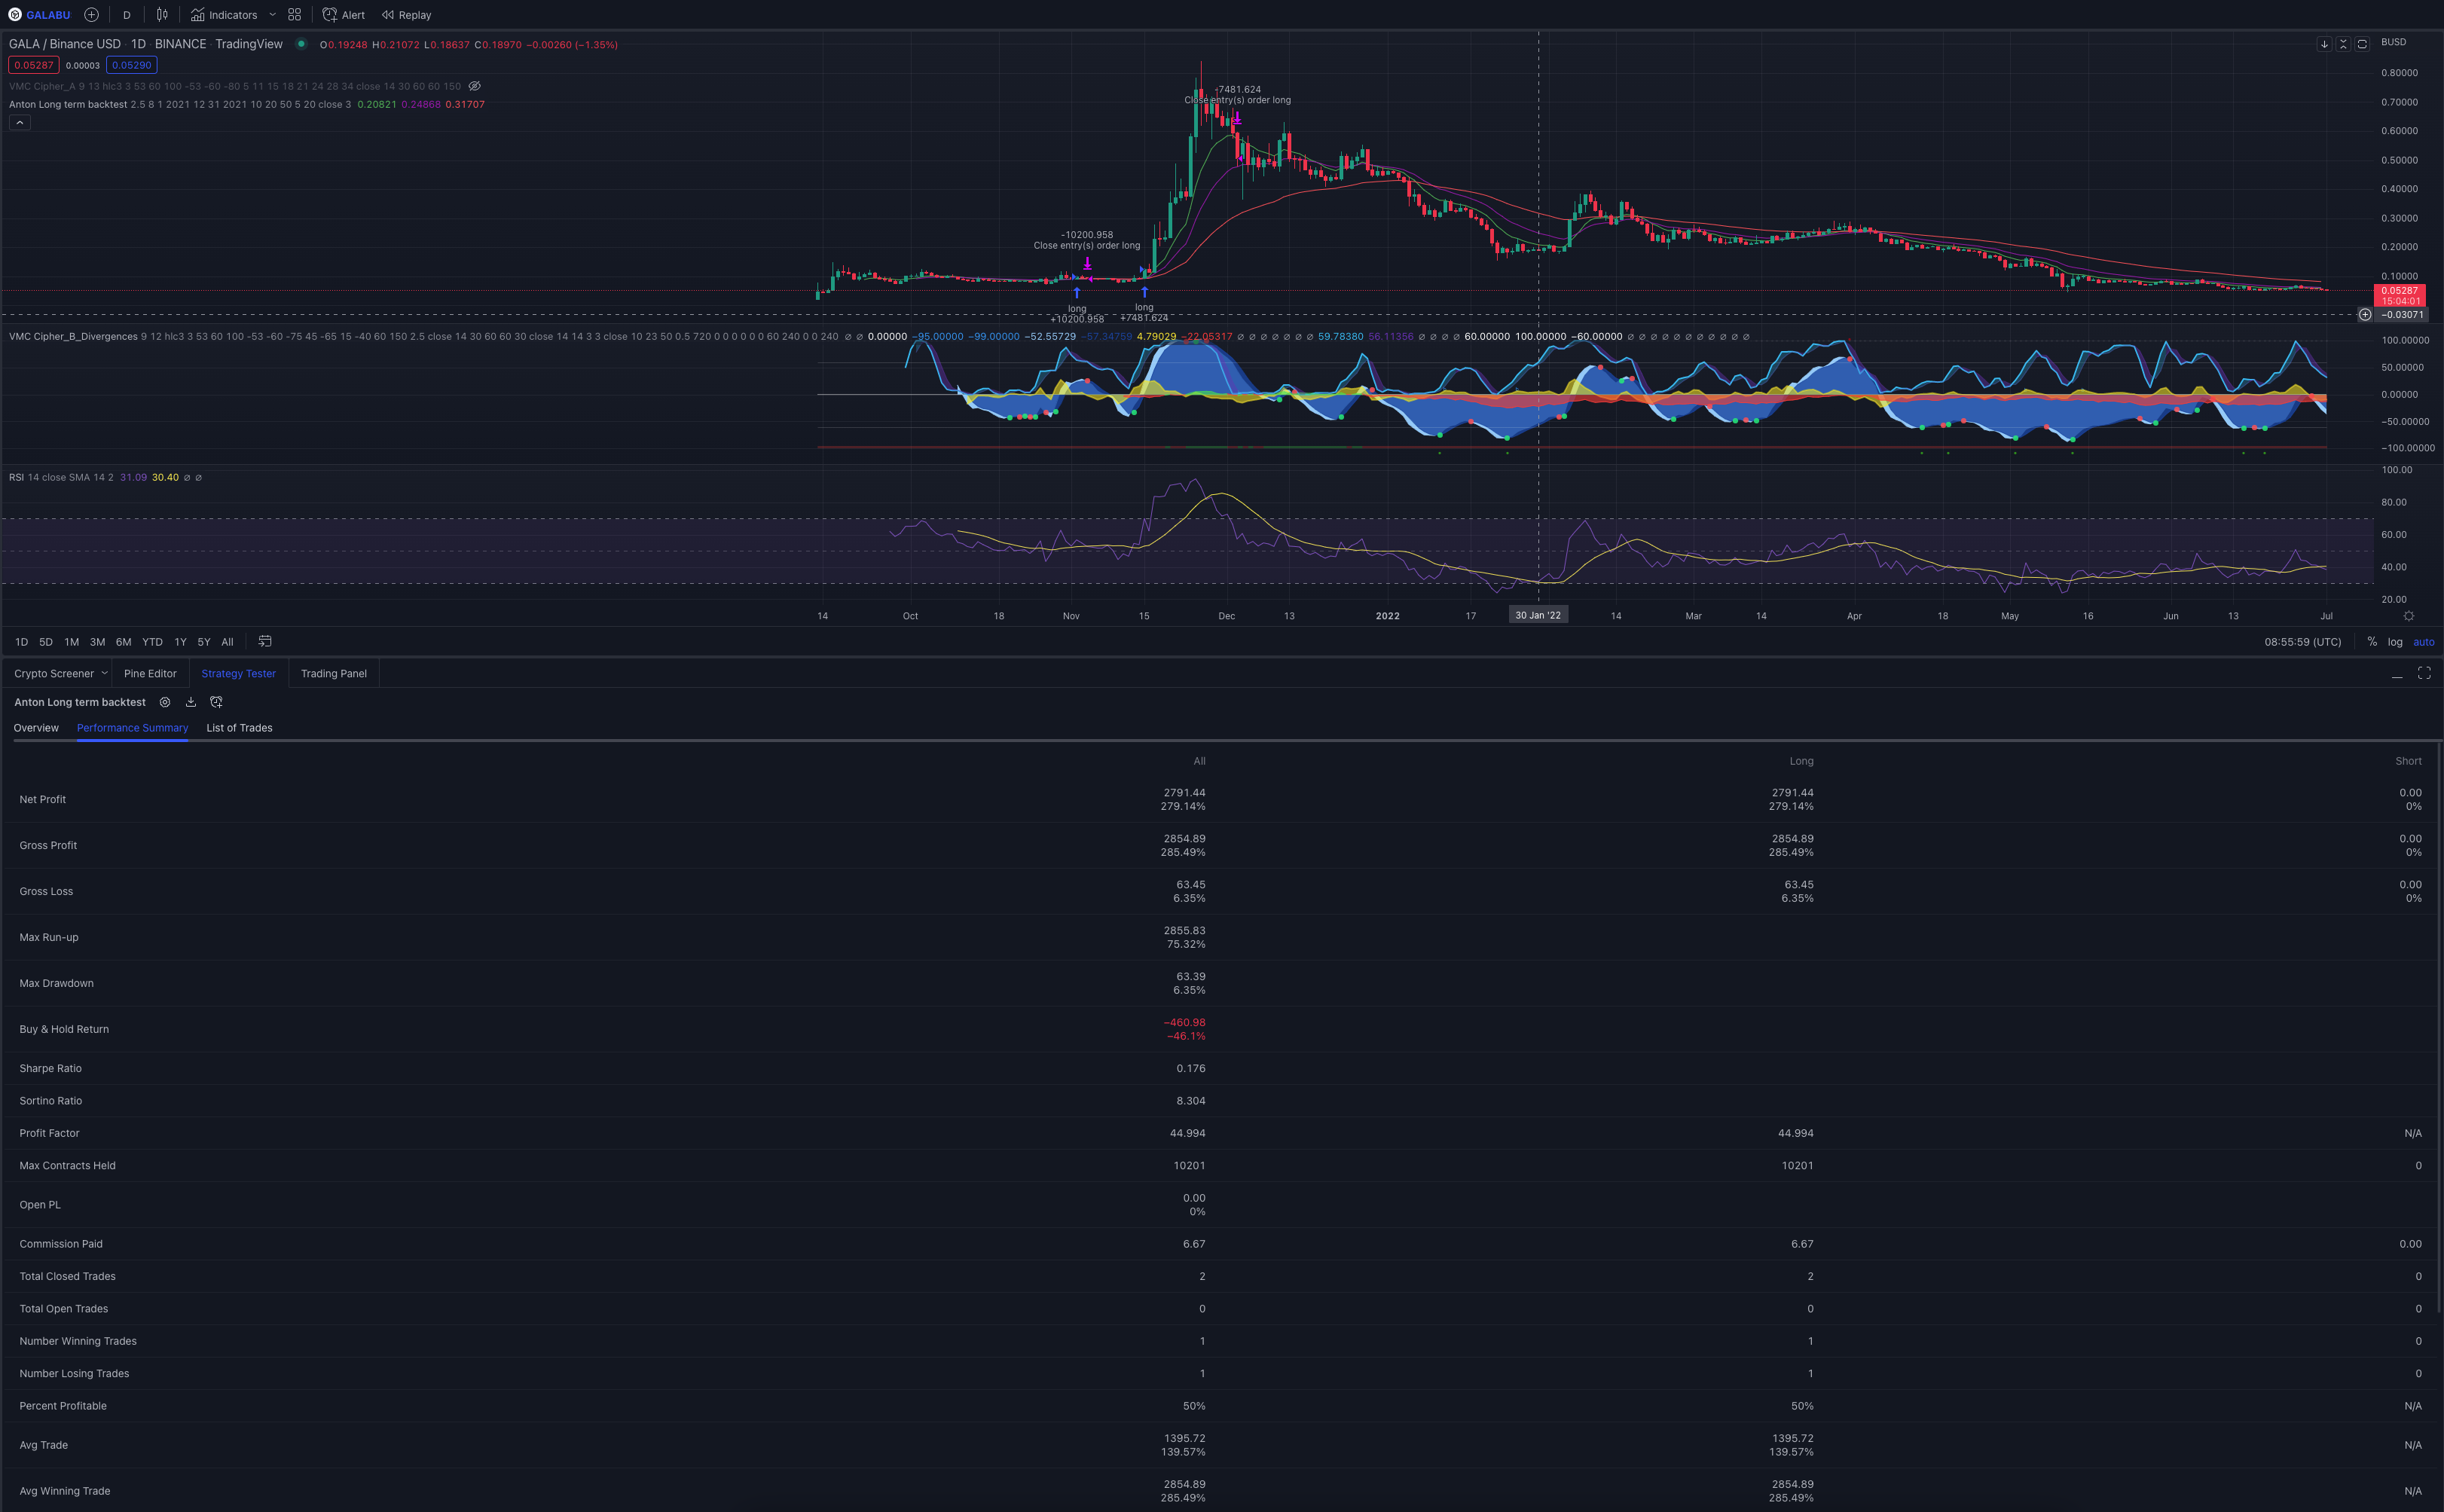 GALABU D Indicators Alert Replay
GALA / Binance USD · 1D · BINANCE · TradingView O0.19248 H0.21072 L0.18637 C0.18970 −0.00260 (−1.35%)
0.05287 0.00003 0.05290
VMC Cipher_A 9 13 hlc3 3 53 60 100 -53 -60 -80 5 11 15 18 21 24 28 34 close 14 30 60 60 150
Anton Long term backtest 2.5 8 1 2021 12 31 2021 10 20 50 5 20 close 3 0.20821 0.24868 0.31707
BUSD
0.80000
0.70000
0.60000
0.50000
0.40000
0.30000
0.20000
0.10000
0.05287
15:04:01
−0.03071
-7481.624
Close entry(s) order long
-10200.958
Close entry(s) order long
long
+10200.958
long
+7481.624
VMC Cipher_B_Divergences 9 12 hlc3 3 53 60 100 -53 -60 -75 45 -65 15 -40 60 150 2.5 close 14 30 60 60 30 close 14 14 3 3 close 10 23 50 0.5 720 0 0 0 0 0 0 60 240 0 0 240 ∅ ∅ 0.00000 −95.00000 −99.00000 −52.55729 −57.34759 4.79029 −22.05317 ∅ ∅ ∅ ∅ ∅ ∅ ∅ 59.78380 56.11356 ∅ ∅ ∅ ∅ 60.00000 100.00000 −60.00000 ∅ ∅ ∅ ∅ ∅ ∅ ∅ ∅ ∅ ∅ ∅
100.00000
50.00000
0.00000
−50.00000
−100.00000
RSI 14 close SMA 14 2 31.09 30.40 ∅ ∅
100.00
80.00
60.00
40.00
20.00
14 Oct 18 Nov 15 Dec 13 2022 17 30 Jan '22 14 Mar 14 Apr 18 May 16 Jun 13 Jul
1D 5D 1M 3M 6M YTD 1Y 5Y All 08:55:59 (UTC) % log auto
Crypto Screener Pine Editor Strategy Tester Trading Panel
Anton Long term backtest
Overview Performance Summary List of Trades
All Long Short
Net Profit 2791.44 2791.44 0.00
279.14% 279.14% 0%
Gross Profit 2854.89 2854.89 0.00
285.49% 285.49% 0%
Gross Loss 63.45 63.45 0.00
6.35% 6.35% 0%
Max Run-up 2855.83
75.32%
Max Drawdown 63.39
6.35%
Buy & Hold Return −460.98
−46.1%
Sharpe Ratio 0.176
Sortino Ratio 8.304
Profit Factor 44.994 44.994 N/A
Max Contracts Held 10201 10201 0
Open PL 0.00
0%
Commission Paid 6.67 6.67 0.00
Total Closed Trades 2 2 0
Total Open Trades 0 0 0
Number Winning Trades 1 1 0
Number Losing Trades 1 1 0
Percent Profitable 50% 50% N/A
Avg Trade 1395.72 1395.72 N/A
139.57% 139.57%
Avg Winning Trade 2854.89 2854.89 N/A
285.49% 285.49%